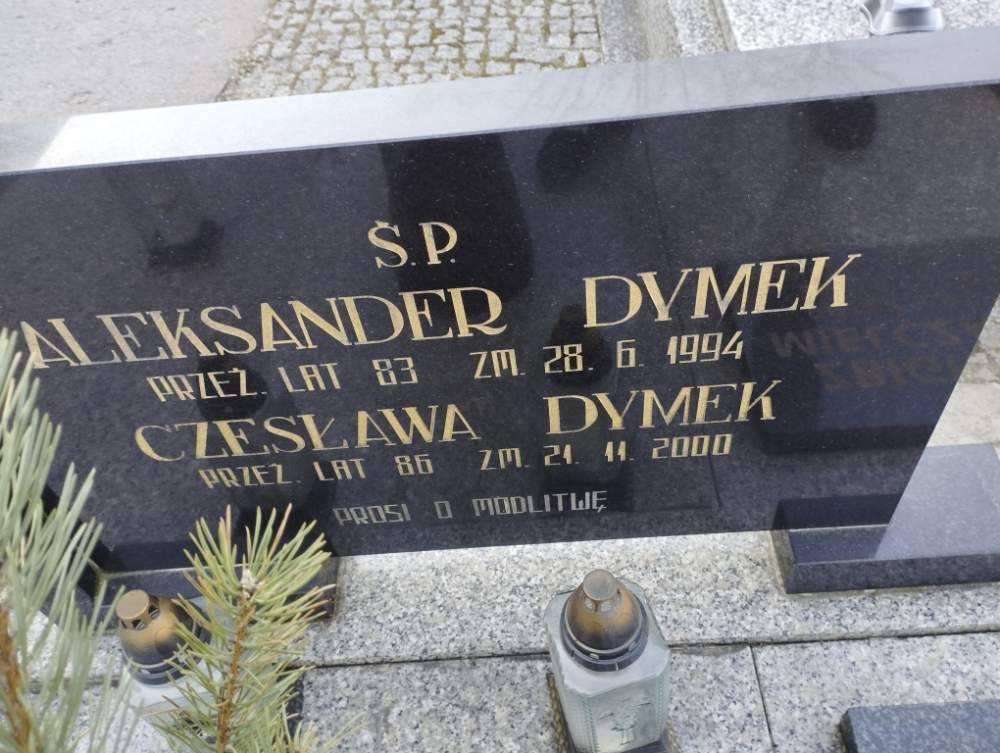 Ś.P.
ALEKSANDER DYMEK
PRZEŻ. LAT 83 ZM. 28. 6. 1994
CZESŁAWA DYMEK
PRZEŻ. LAT 86 ZM. 21. 11. 2000
PROSI O MODLITWĘ